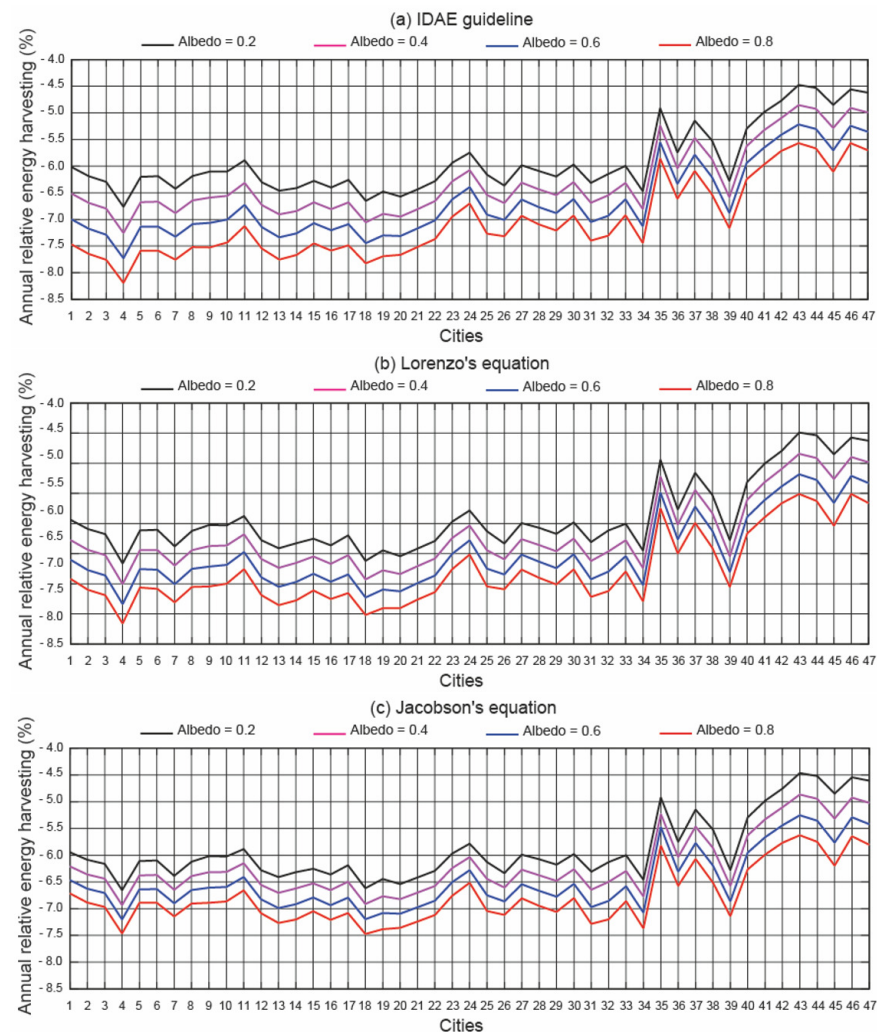 (a) IDAE guideline
Albedo = 0.2 Albedo = 0.4 Albedo = 0.6 Albedo = 0.8
Annual relative energy harvesting (%)
- 4.0
- 4.5
- 5.0
- 5.5
- 6.0
- 6.5
- 7.0
- 7.5
- 8.0
- 8.5
1 2 3 4 5 6 7 8 9 10 11 12 13 14 15 16 17 18 19 20 21 22 23 24 25 26 27 28 29 30 31 32 33 34 35 36 37 38 39 40 41 42 43 44 45 46 47
Cities
(b) Lorenzo's equation
Albedo = 0.2 Albedo = 0.4 Albedo = 0.6 Albedo = 0.8
Annual relative energy harvesting (%)
- 4.0
- 4.5
- 5.0
- 5.5
- 6.0
- 6.5
- 7.0
- 7.5
- 8.0
- 8.5
1 2 3 4 5 6 7 8 9 10 11 12 13 14 15 16 17 18 19 20 21 22 23 24 25 26 27 28 29 30 31 32 33 34 35 36 37 38 39 40 41 42 43 44 45 46 47
Cities
(c) Jacobson's equation
Albedo = 0.2 Albedo = 0.4 Albedo = 0.6 Albedo = 0.8
Annual relative energy harvesting (%)
- 4.0
- 4.5
- 5.0
- 5.5
- 6.0
- 6.5
- 7.0
- 7.5
- 8.0
- 8.5
1 2 3 4 5 6 7 8 9 10 11 12 13 14 15 16 17 18 19 20 21 22 23 24 25 26 27 28 29 30 31 32 33 34 35 36 37 38 39 40 41 42 43 44 45 46 47
Cities